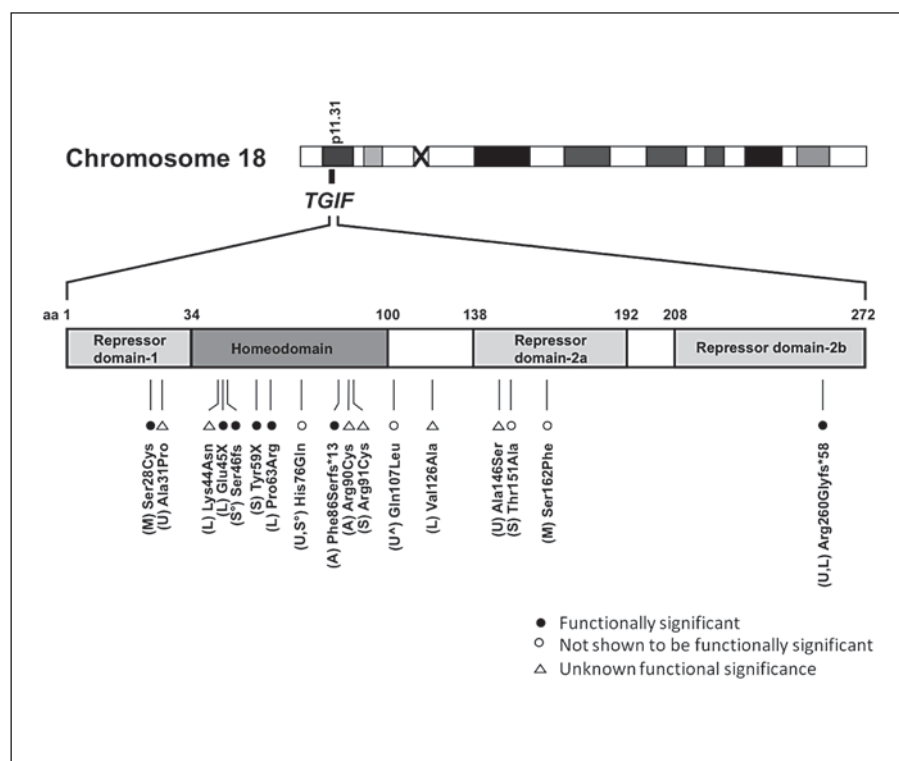 p11.31
Chromosome 18
TGIF
aa 1 34 100 138 192 208 272
Repressor
domain-1
Homeodomain
Repressor
domain-2a
Repressor domain-2b
(M) Ser28Cys
(U) Ala31Pro
(L) Lys44Asn
(L) Glu45X
(S°) Ser46fs
(S) Tyr59X
(L) Pro63Arg
(U,S°) His76Gln
(A) Phe86Serfs*13
(A) Arg90Cys
(S) Arg91Cys
(U^) Gln107Leu
(L) Val126Ala
(U) Ala146Ser
(S) Thr151Ala
(M) Ser162Phe
(U,L) Arg260Glyfs*58
Functionally significant
Not shown to be functionally significant
Unknown functional significance